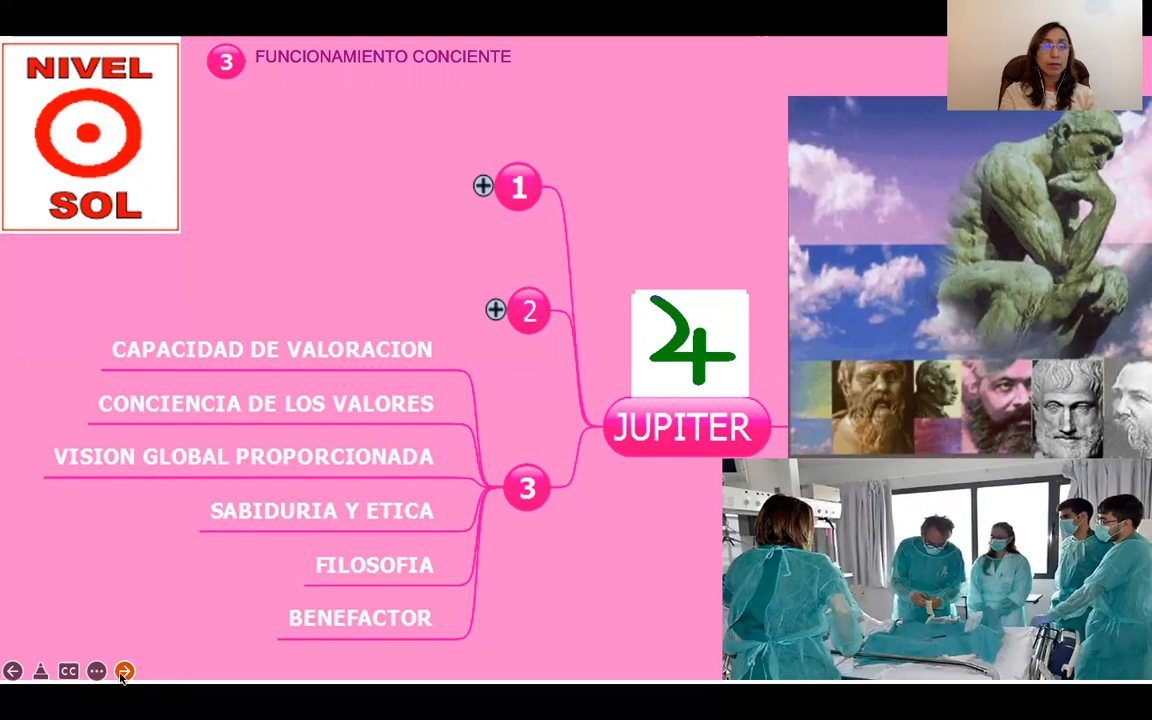 NIVEL
SOL
3 FUNCIONAMIENTO CONCIENTE
1
2
CAPACIDAD DE VALORACION
CONCIENCIA DE LOS VALORES
VISION GLOBAL PROPORCIONADA
SABIDURIA Y ETICA
FILOSOFIA
BENEFACTOR
3
JUPITER
CC